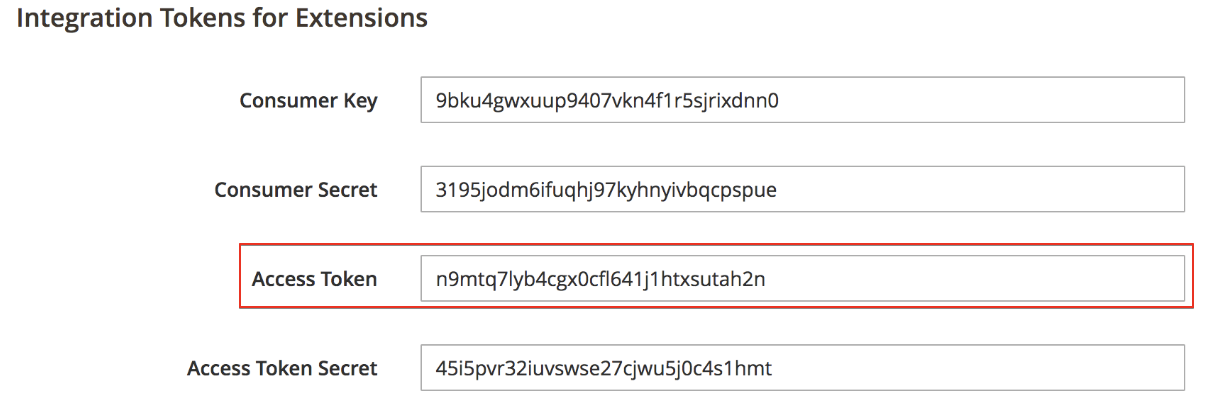 Integration Tokens for Extensions
Consumer Key 9bku4gwxuup9407vkn4f1r5sjrixdnn0
Consumer Secret 3195jodm6ifuqhj97kyhnyivbqcpspue
Access Token n9mtq7lyb4cgx0cfl641j1htxsutah2n
Access Token Secret 45i5pvr32iuvswse27cjwu5j0c4s1hmt